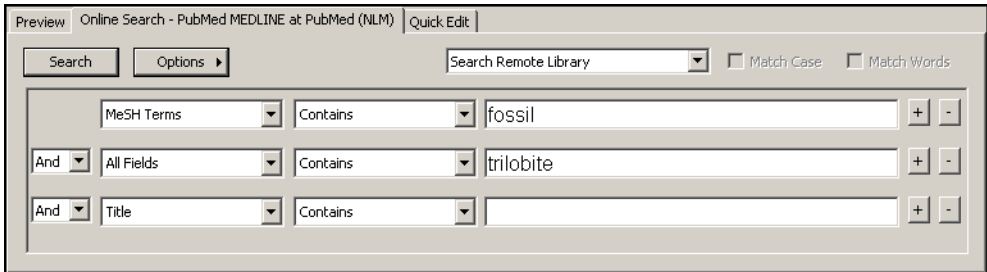 Preview Online Search - PubMed MEDLINE at PubMed (NLM) Quick Edit
Search Options Search Remote Library Match Case Match Words
MeSH Terms Contains fossil + -
And All Fields Contains trilobite + -
And Title Contains + -